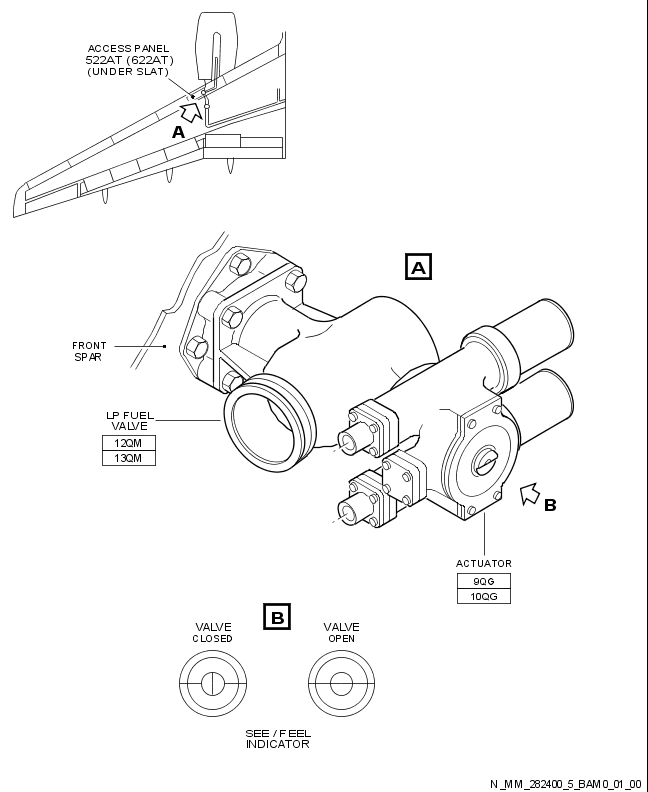 ACCESS PANEL
522AT (622AT)
(UNDER SLAT)
A
A
FRONT
SPAR
LP FUEL
VALVE
12QM
13QM
B
ACTUATOR
9QG
10QG
B
VALVE
CLOSED
VALVE
OPEN
SEE / FEEL
INDICATOR
N_MM_282400_5_BAM0_01_00